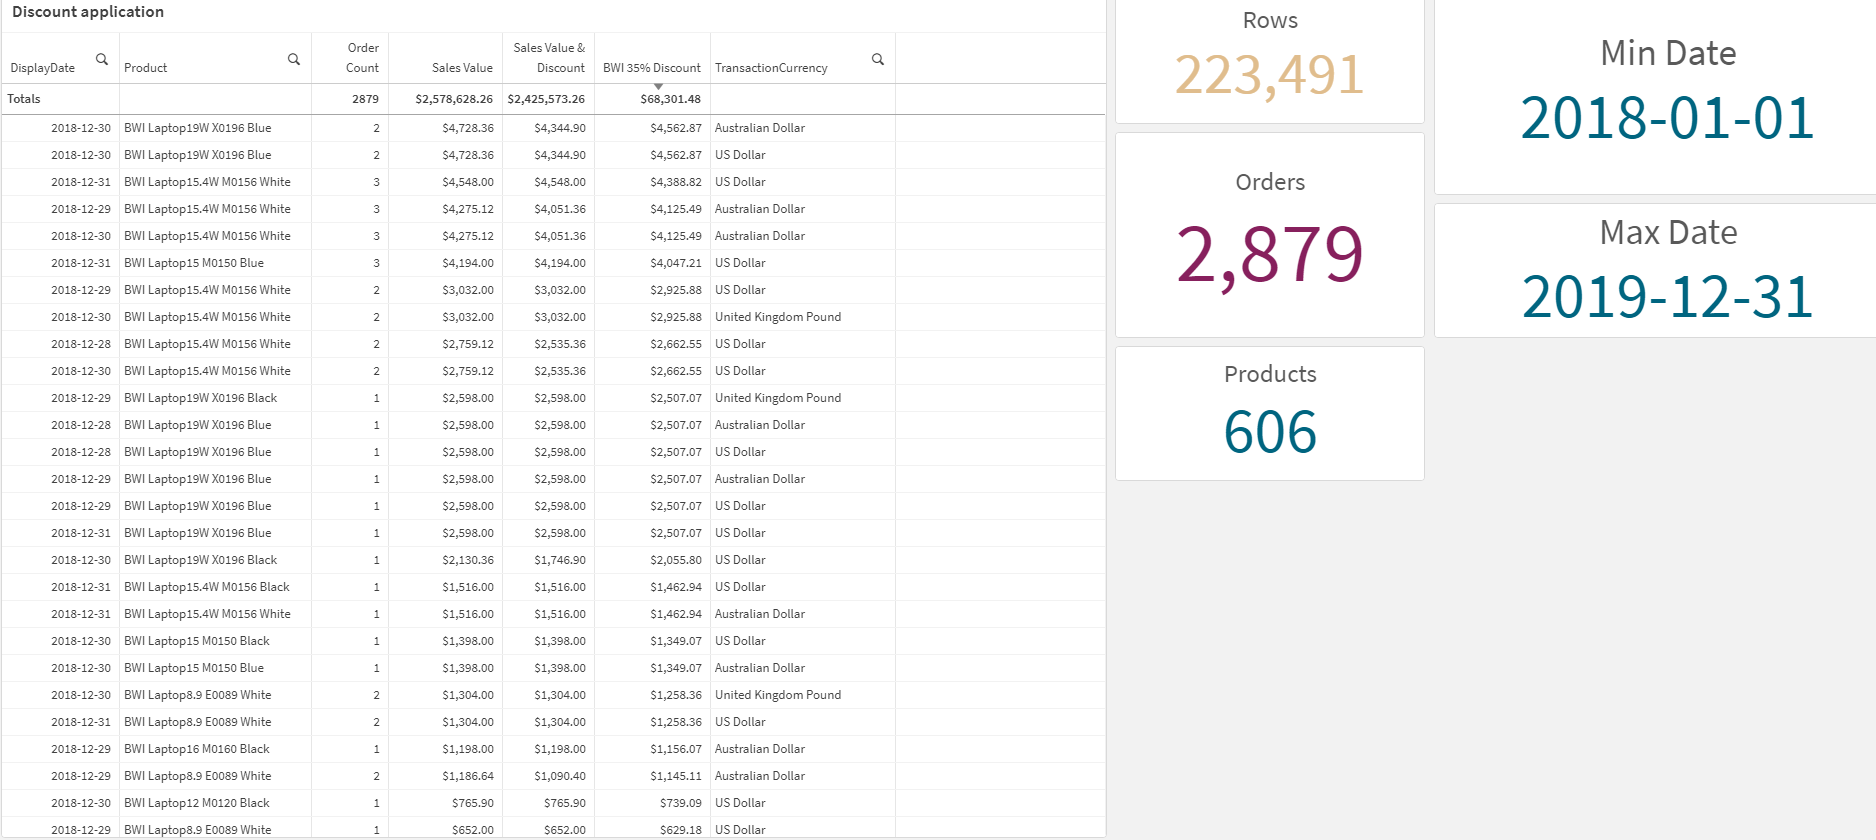 Discount application
DisplayDate Product Order Count Sales Value Sales Value & Discount BWI 35% Discount TransactionCurrency
Totals 2879 $2,578,628.26 $2,425,573.26 $68,301.48
2018-12-30 BWI Laptop19W X0196 Blue 2 $4,728.36 $4,344.90 $4,562.87 Australian Dollar
2018-12-30 BWI Laptop19W X0196 Blue 2 $4,728.36 $4,344.90 $4,562.87 US Dollar
2018-12-31 BWI Laptop15.4W M0156 White 3 $4,548.00 $4,548.00 $4,388.82 US Dollar
2018-12-29 BWI Laptop15.4W M0156 White 3 $4,275.12 $4,051.36 $4,125.49 Australian Dollar
2018-12-30 BWI Laptop15.4W M0156 White 3 $4,275.12 $4,051.36 $4,125.49 Australian Dollar
2018-12-31 BWI Laptop15 M0150 Blue 3 $4,194.00 $4,194.00 $4,047.21 US Dollar
2018-12-29 BWI Laptop15.4W M0156 White 2 $3,032.00 $3,032.00 $2,925.88 US Dollar
2018-12-30 BWI Laptop15.4W M0156 White 2 $3,032.00 $3,032.00 $2,925.88 United Kingdom Pound
2018-12-28 BWI Laptop15.4W M0156 White 2 $2,759.12 $2,535.36 $2,662.55 US Dollar
2018-12-30 BWI Laptop15.4W M0156 White 2 $2,759.12 $2,535.36 $2,662.55 US Dollar
2018-12-29 BWI Laptop19W X0196 Black 1 $2,598.00 $2,598.00 $2,507.07 United Kingdom Pound
2018-12-28 BWI Laptop19W X0196 Blue 1 $2,598.00 $2,598.00 $2,507.07 Australian Dollar
2018-12-28 BWI Laptop19W X0196 Blue 1 $2,598.00 $2,598.00 $2,507.07 US Dollar
2018-12-29 BWI Laptop19W X0196 Blue 1 $2,598.00 $2,598.00 $2,507.07 Australian Dollar
2018-12-29 BWI Laptop19W X0196 Blue 1 $2,598.00 $2,598.00 $2,507.07 US Dollar
2018-12-31 BWI Laptop19W X0196 Blue 1 $2,598.00 $2,598.00 $2,507.07 US Dollar
2018-12-30 BWI Laptop19W X0196 Black 1 $2,130.36 $1,746.90 $2,055.80 US Dollar
2018-12-31 BWI Laptop15.4W M0156 Black 1 $1,516.00 $1,516.00 $1,462.94 US Dollar
2018-12-31 BWI Laptop15.4W M0156 White 1 $1,516.00 $1,516.00 $1,462.94 Australian Dollar
2018-12-30 BWI Laptop15 M0150 Black 1 $1,398.00 $1,398.00 $1,349.07 US Dollar
2018-12-30 BWI Laptop15 M0150 Blue 1 $1,398.00 $1,398.00 $1,349.07 Australian Dollar
2018-12-30 BWI Laptop8.9 E0089 White 2 $1,304.00 $1,304.00 $1,258.36 United Kingdom Pound
2018-12-31 BWI Laptop8.9 E0089 White 2 $1,304.00 $1,304.00 $1,258.36 US Dollar
2018-12-29 BWI Laptop16 M0160 Black 1 $1,198.00 $1,198.00 $1,156.07 Australian Dollar
2018-12-29 BWI Laptop8.9 E0089 White 2 $1,186.64 $1,090.40 $1,145.11 Australian Dollar
2018-12-30 BWI Laptop12 M0120 Black 1 $765.90 $765.90 $739.09 US Dollar
2018-12-29 BWI Laptop8.9 E0089 White 1 $652.00 $652.00 $629.18 US Dollar
Rows
223,491
Orders
2,879
Products
606
Min Date
2018-01-01
Max Date
2019-12-31